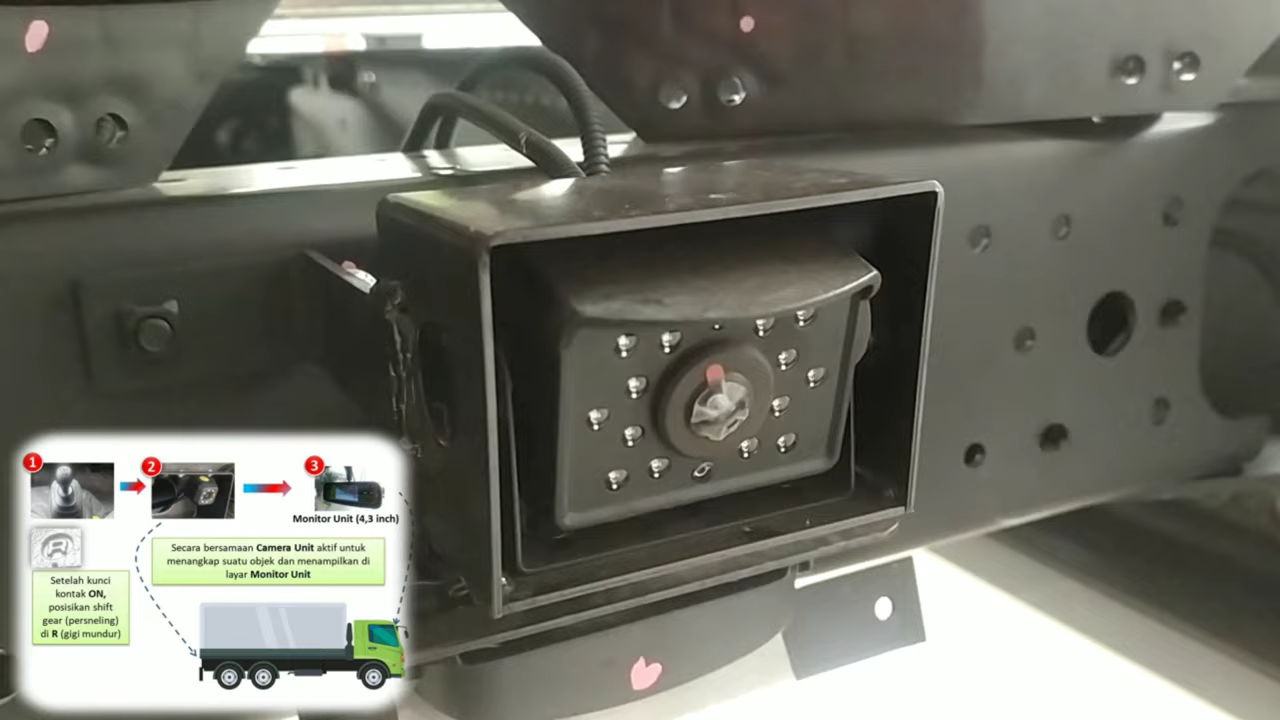 1
2
3
Monitor Unit (4,3 inch)
R
Secara bersamaan Camera Unit aktif untuk
menangkap suatu objek dan menampilkan di
layar Monitor Unit
Setelah kunci
kontak ON,
posisikan shift
gear (persneling)
di R (gigi mundur)